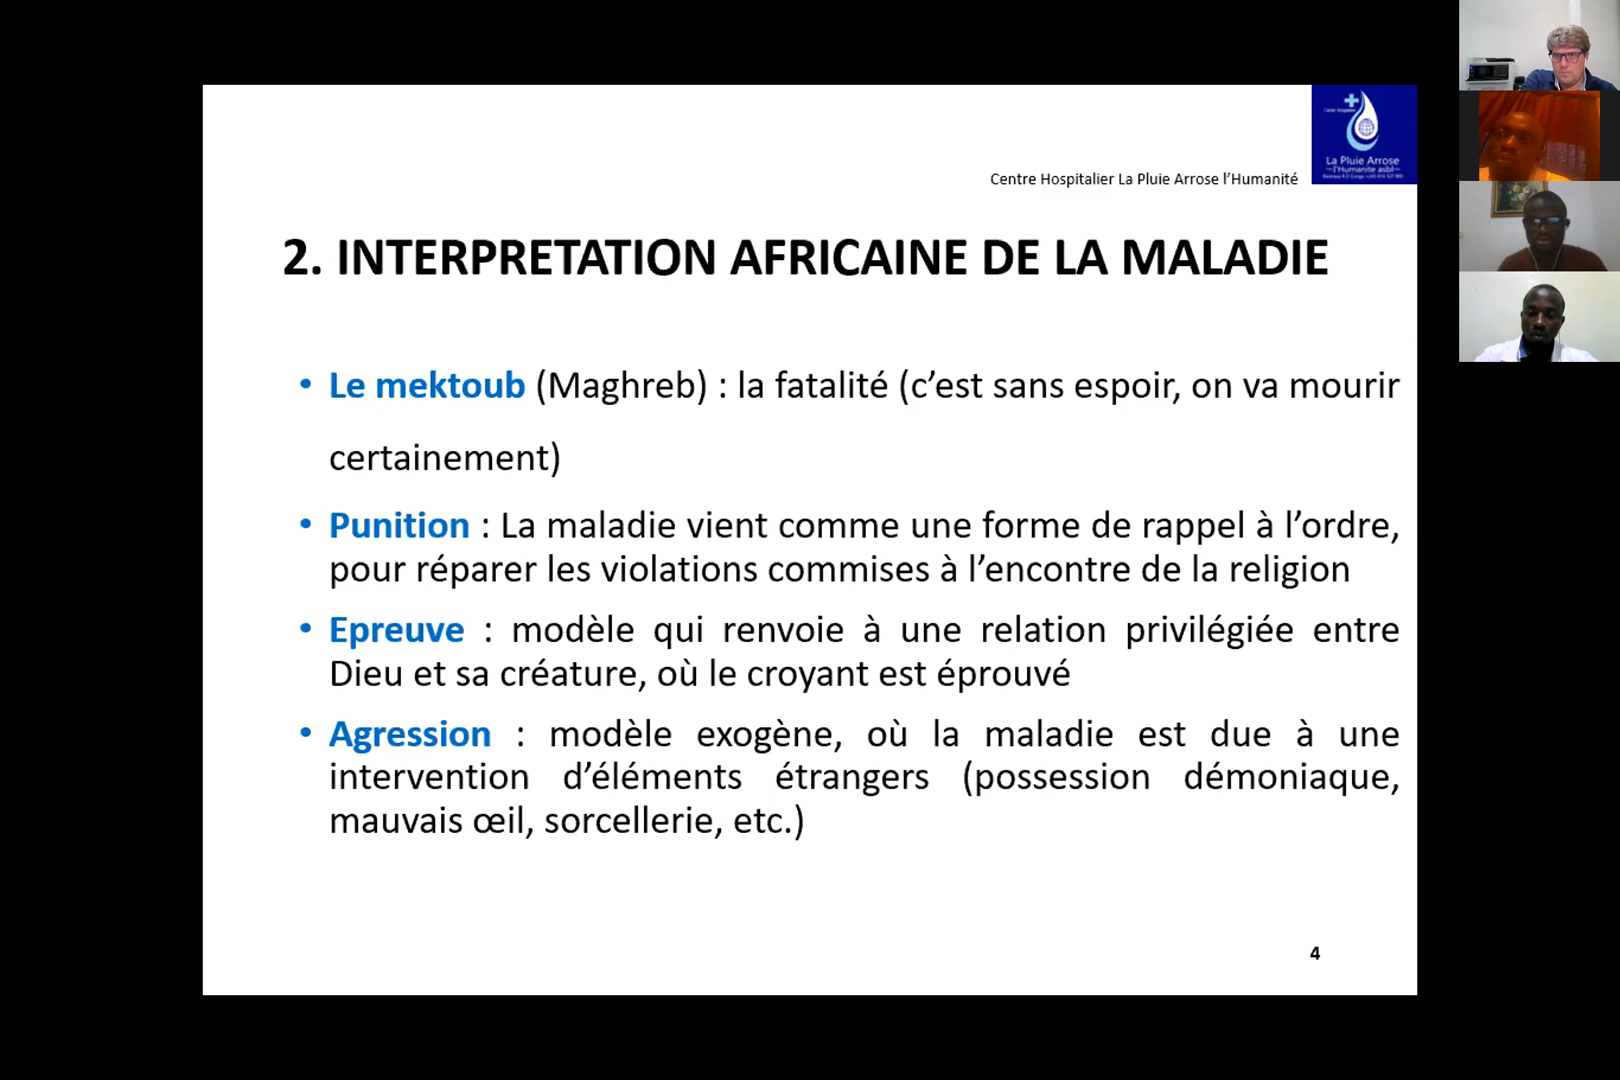 Centre Hospitalier La Pluie Arrose l’Humanité
La Pluie Arrose
l’Humanite asbl
2. INTERPRETATION AFRICAINE DE LA MALADIE
• Le mektoub (Maghreb) : la fatalité (c’est sans espoir, on va mourir
certainement)
• Punition : La maladie vient comme une forme de rappel à l’ordre,
pour réparer les violations commises à l’encontre de la religion
• Epreuve : modèle qui renvoie à une relation privilégiée entre
Dieu et sa créature, où le croyant est éprouvé
• Agression : modèle exogène, où la maladie est due à une
intervention d’éléments étrangers (possession démoniaque,
mauvais œil, sorcellerie, etc.)
4